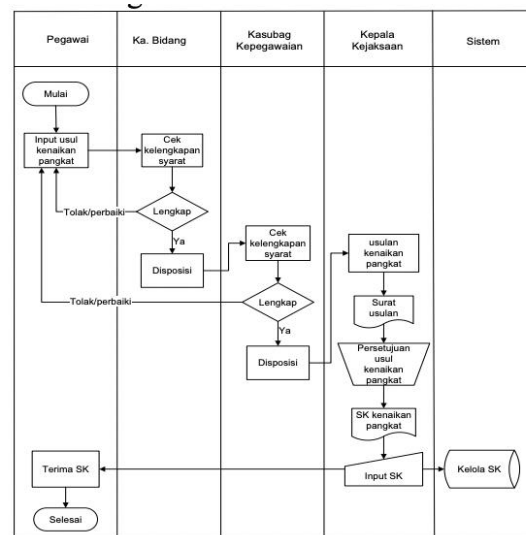 Pegawai
Ka. Bidang
Kasubag
Kepegawaian
Kepala
Kejaksaan
Sistem
Mulai
Input usul
kenaikan
pangkat
Cek
kelengkapan
syarat
Tolak/perbaiki
Lengkap
Ya
Disposisi
Cek
kelengkapan
syarat
usulan
kenaikan
pangkat
Tolak/perbaiki
Lengkap
Surat
usulan
Ya
Disposisi
Persetujuan
usul
kenaikan
pangkat
SK kenaikan
pangkat
Terima SK
Input SK
Kelola SK
Selesai